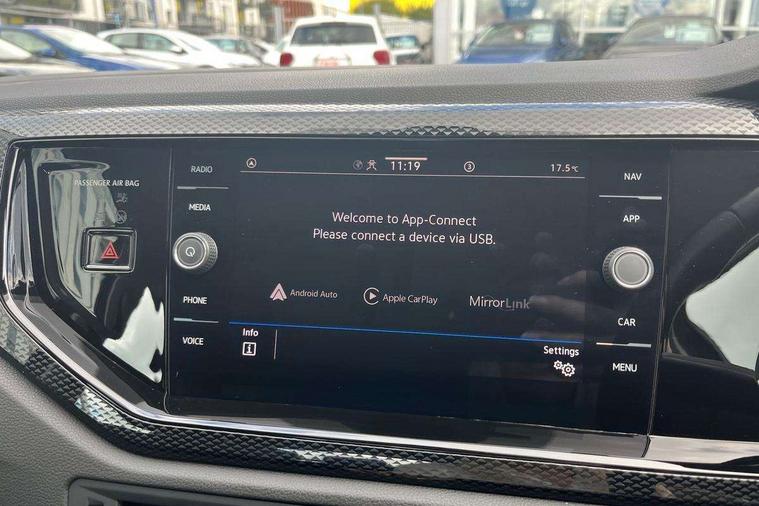 PASSENGER AIR BAG
RADIO
MEDIA
PHONE
VOICE
11:19
3
17.5°C
Welcome to App-Connect
Please connect a device via USB.
Android Auto
Apple CarPlay
MirrorLink
Info
Settings
NAV
APP
CAR
MENU